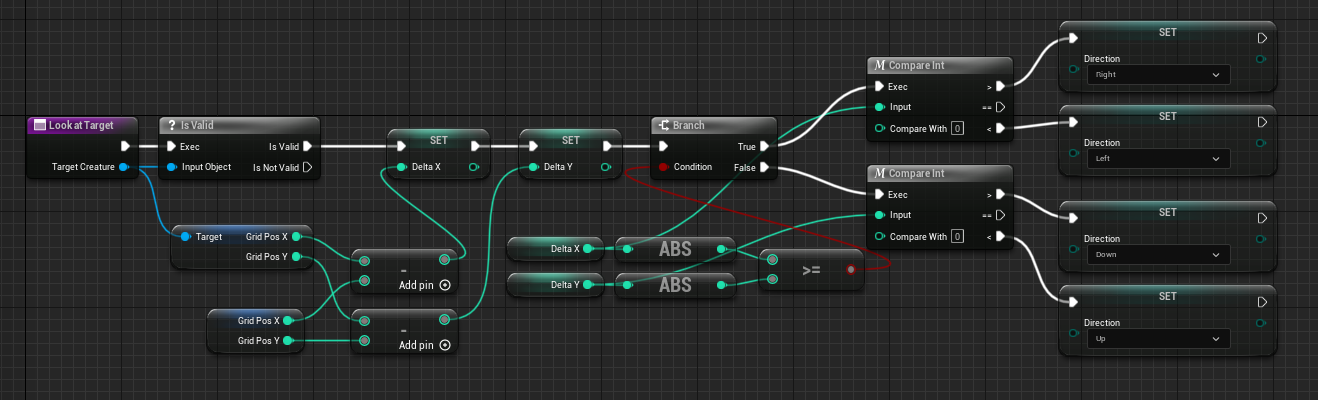 Look at Target
Target Creature
? Is Valid
Exec
Is Valid
Input Object
Is Not Valid
SET
Delta X
SET
Delta Y
Branch
True
Condition
False
M Compare Int
Exec
>
Input
==
Compare With 0
<
SET
Direction
Right
SET
Direction
Left
M Compare Int
Exec
>
Input
==
Compare With 0
<
SET
Direction
Down
SET
Direction
Up
Target
Grid Pos X
Grid Pos Y
Grid Pos X
Grid Pos Y
-
Add pin
-
Add pin
Delta X
ABS
Delta Y
ABS
>=